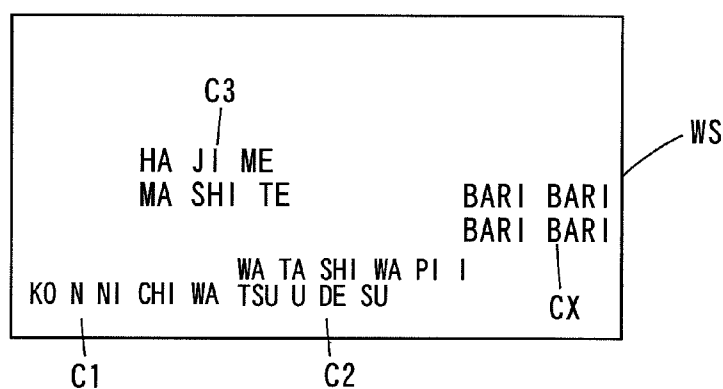 C3
WS
HA JI ME
MA SHI TE
BARI BARI
BARI BARI
WA TA SHI WA PI I
KO N NI CHI WA TSU U DE SU
CX
C1
C2